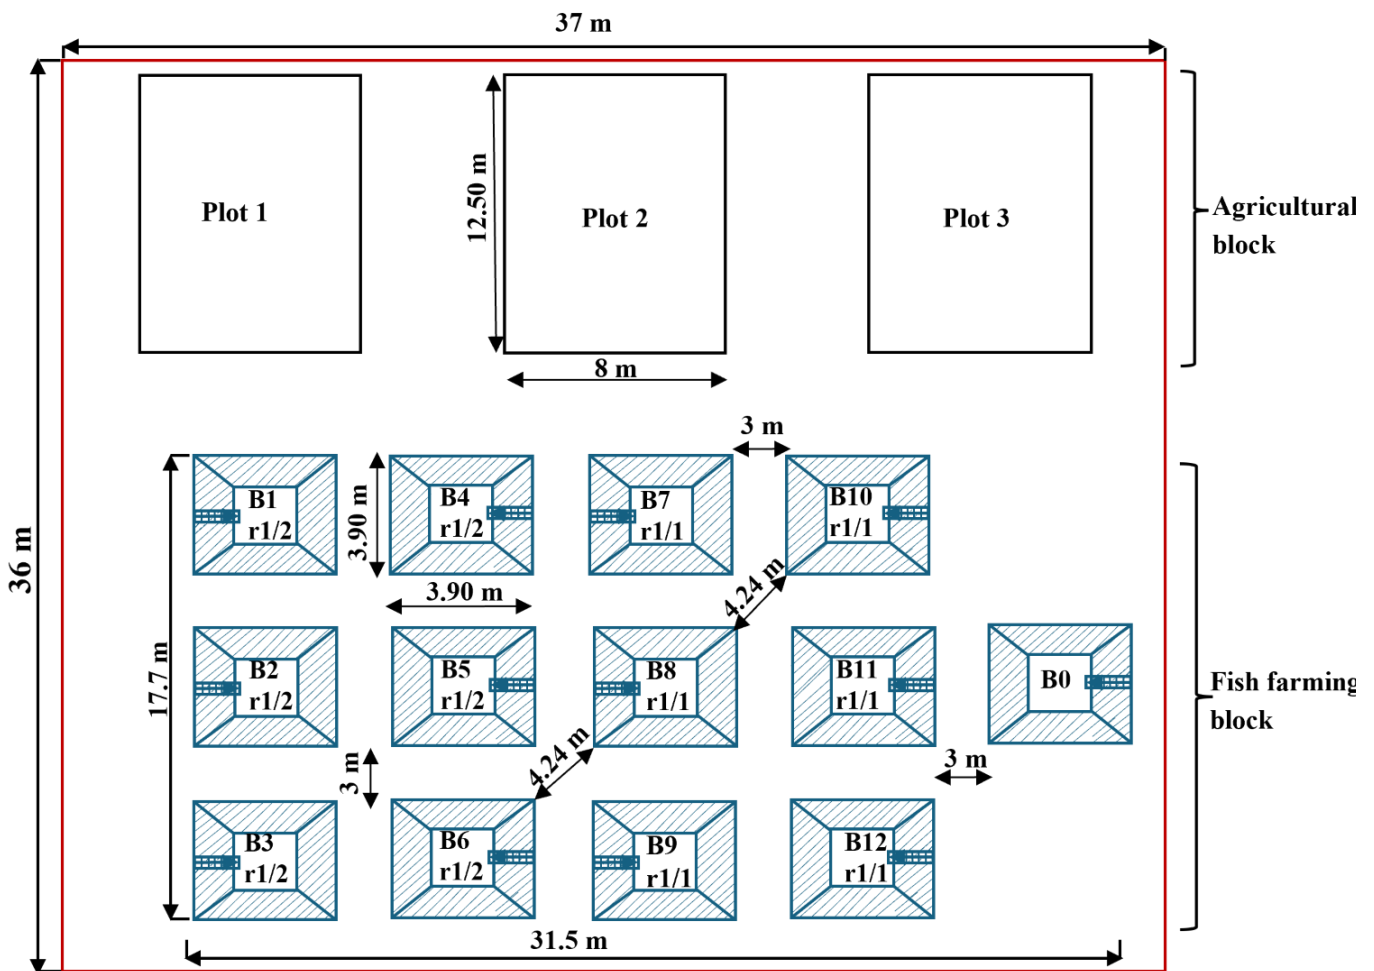 37 m
36 m
Plot 1
12.50 m
Plot 2
Plot 3
Agricultural
block
8 m
3 m
B1
r1/2
3.90 m
B4
r1/2
B7
r1/1
B10
r1/1
3.90 m
4.24 m
17.7 m
B2
r1/2
B5
r1/2
B8
r1/1
B11
r1/1
B0
Fish farming
block
3 m
4.24 m
3 m
B3
r1/2
B6
r1/2
B9
r1/1
B12
r1/1
31.5 m